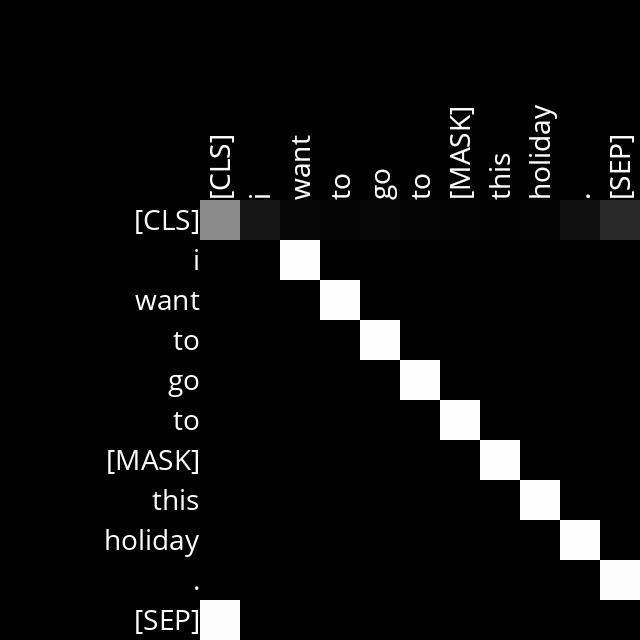 [CLS] i want to go to [MASK] this holiday . [SEP]
[CLS]
i
want
to
go
to
[MASK]
this
holiday
.
[SEP]